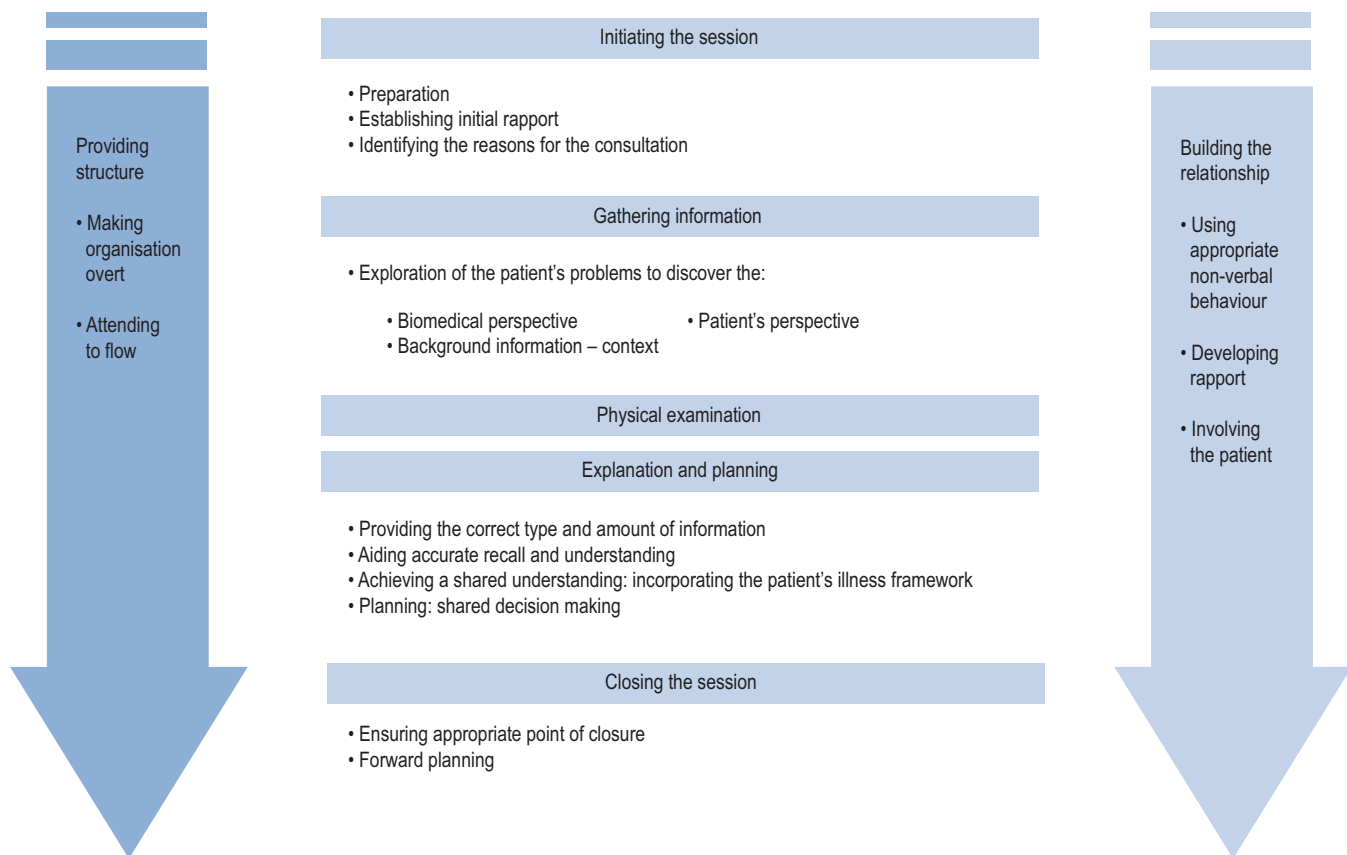 Providing
structure
• Making
organisation
overt
• Attending
to flow
Initiating the session
• Preparation
• Establishing initial rapport
• Identifying the reasons for the consultation
Gathering information
• Exploration of the patient’s problems to discover the:
• Biomedical perspective • Patient’s perspective
• Background information – context
Physical examination
Explanation and planning
• Providing the correct type and amount of information
• Aiding accurate recall and understanding
• Achieving a shared understanding: incorporating the patient’s illness framework
• Planning: shared decision making
Closing the session
• Ensuring appropriate point of closure
• Forward planning
Building the
relationship
• Using
appropriate
non-verbal
behaviour
• Developing
rapport
• Involving
the patient